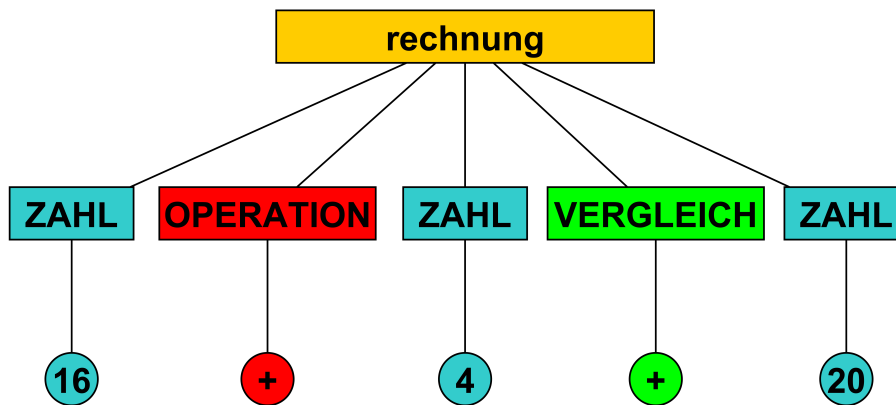 rechnung
ZAHL OPERATION ZAHL VERGLEICH ZAHL
16 + 4 + 20